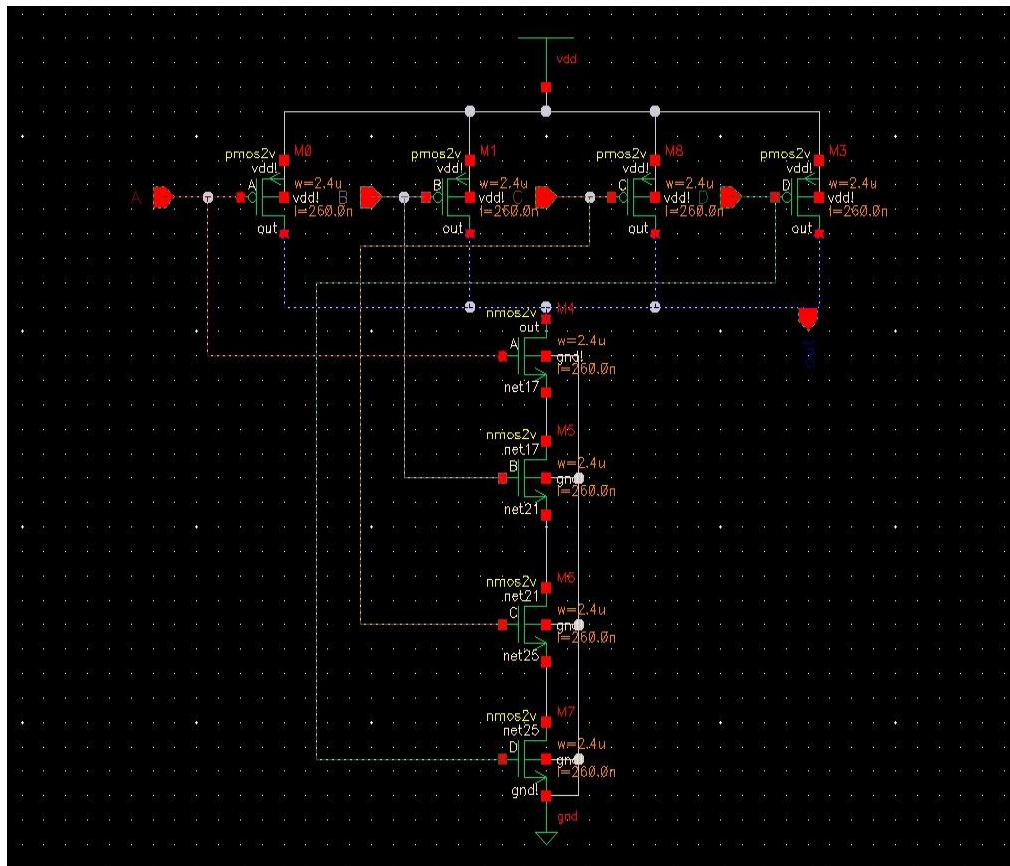 vdd
pmos2v M0
vdd!
A
w=2.4u
vdd!
l=260.0n
out
pmos2v M1
vdd!
B
w=2.4u
vdd!
l=260.0n
out
pmos2v M8
vdd!
C
w=2.4u
vdd!
l=260.0n
out
pmos2v M3
vdd!
D
w=2.4u
vdd!
l=260.0n
out
A
B
C
D
nmos2v M4
out
A
w=2.4u
gnd!
l=260.0n
net17
nmos2v M5
net17
B
w=2.4u
gnd!
l=260.0n
net21
nmos2v M6
net21
C
w=2.4u
gnd!
l=260.0n
net25
nmos2v M7
net25
D
w=2.4u
gnd!
l=260.0n
gnd!
gnd